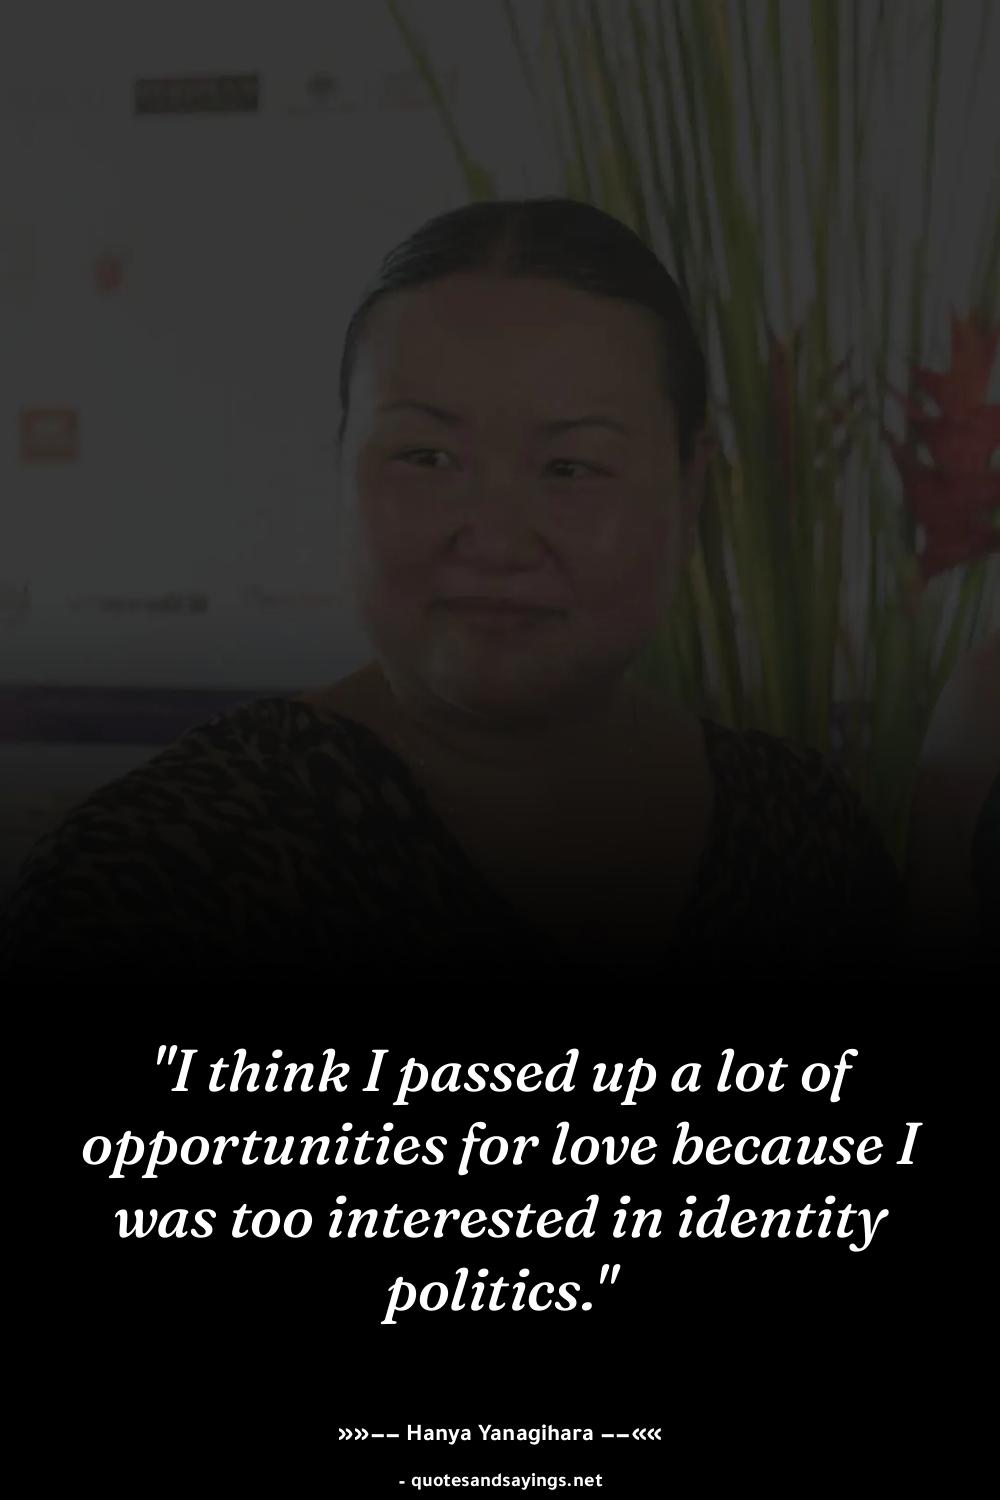 "I think I passed up a lot of
opportunities for love because I
was too interested in identity
politics."
»»–– Hanya Yanagihara ––««
- quotesandsayings.net